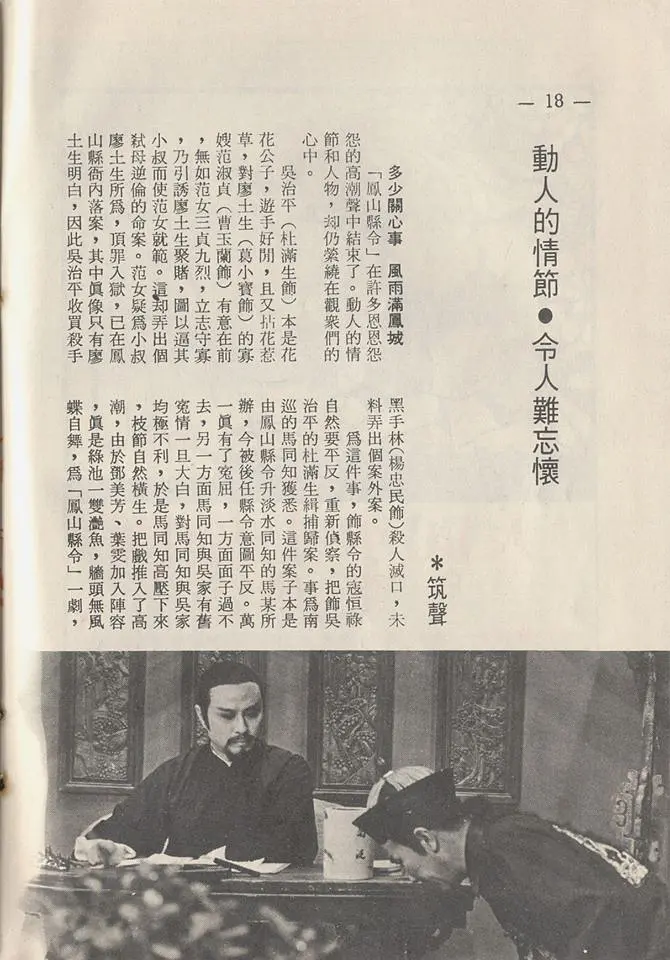 — 18 —
動人的情節●令人難忘懷
＊筑聲
多少關心事　風雨滿鳳城
「鳳山縣令」在許多恩恩怨
怨的高潮聲中結束了。動人的情
節和人物，却仍縈繞在觀衆們的
心中。
吳治平（杜滿生飾）本是花
花公子，遊手好閒，且又拈花惹
草，對廖土生（葛小寶飾）的寡
嫂范淑貞（曹玉蘭飾）有意在前
，無如范女三貞九烈，立志守寡
，乃引誘廖土生聚賭，圖以逼其
小叔而使范女就範。這却弄出個
弑母逆倫的命案。范女疑爲小叔
廖土生所爲，頂罪入獄，已在鳳
山縣衙內落案，其中眞像只有廖
土生明白，因此吳治平收買殺手
黑手林（楊忠民飾）殺人滅口，未
料弄出個案外案。
爲這件事，飾縣令的寇恒祿
自然要平反，重新偵察，把飾吳
治平的杜滿生緝捕歸案。事爲南
巡的馬同知獲悉。這件案子本是
由鳳山縣令升淡水同知的馬某所
辦，今被後任縣令意圖平反。萬
一眞有了寃屈，一方面面子過不
去，另一方面馬同知與吳家有舊
寃情一旦大白，對馬同知與吳家
均極不利，於是馬同知高壓下來
，枝節自然橫生。把戲推入了高
潮，由於鄧美芳、葉雯加入陣容
，眞是綠池一雙灔魚，牆頭無風
蝶自舞，爲「鳳山縣令」一劇，